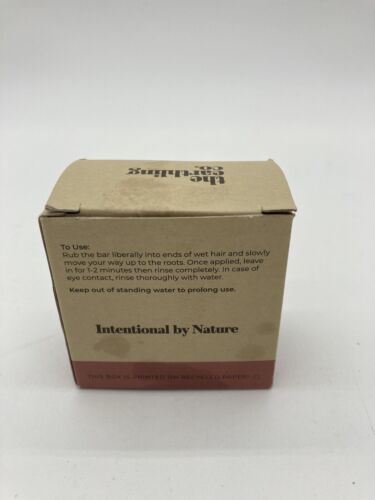 the
earthling
co.
To Use:
Rub the bar liberally into ends of wet hair and slowly
move your way up to the roots. Once applied, leave
in for 1-2 minutes then rinse completely. In case of
eye contact, rinse thoroughly with water.
Keep out of standing water to prolong use.
Intentional by Nature
THIS BOX IS PRINTED ON RECYCLED PAPER!